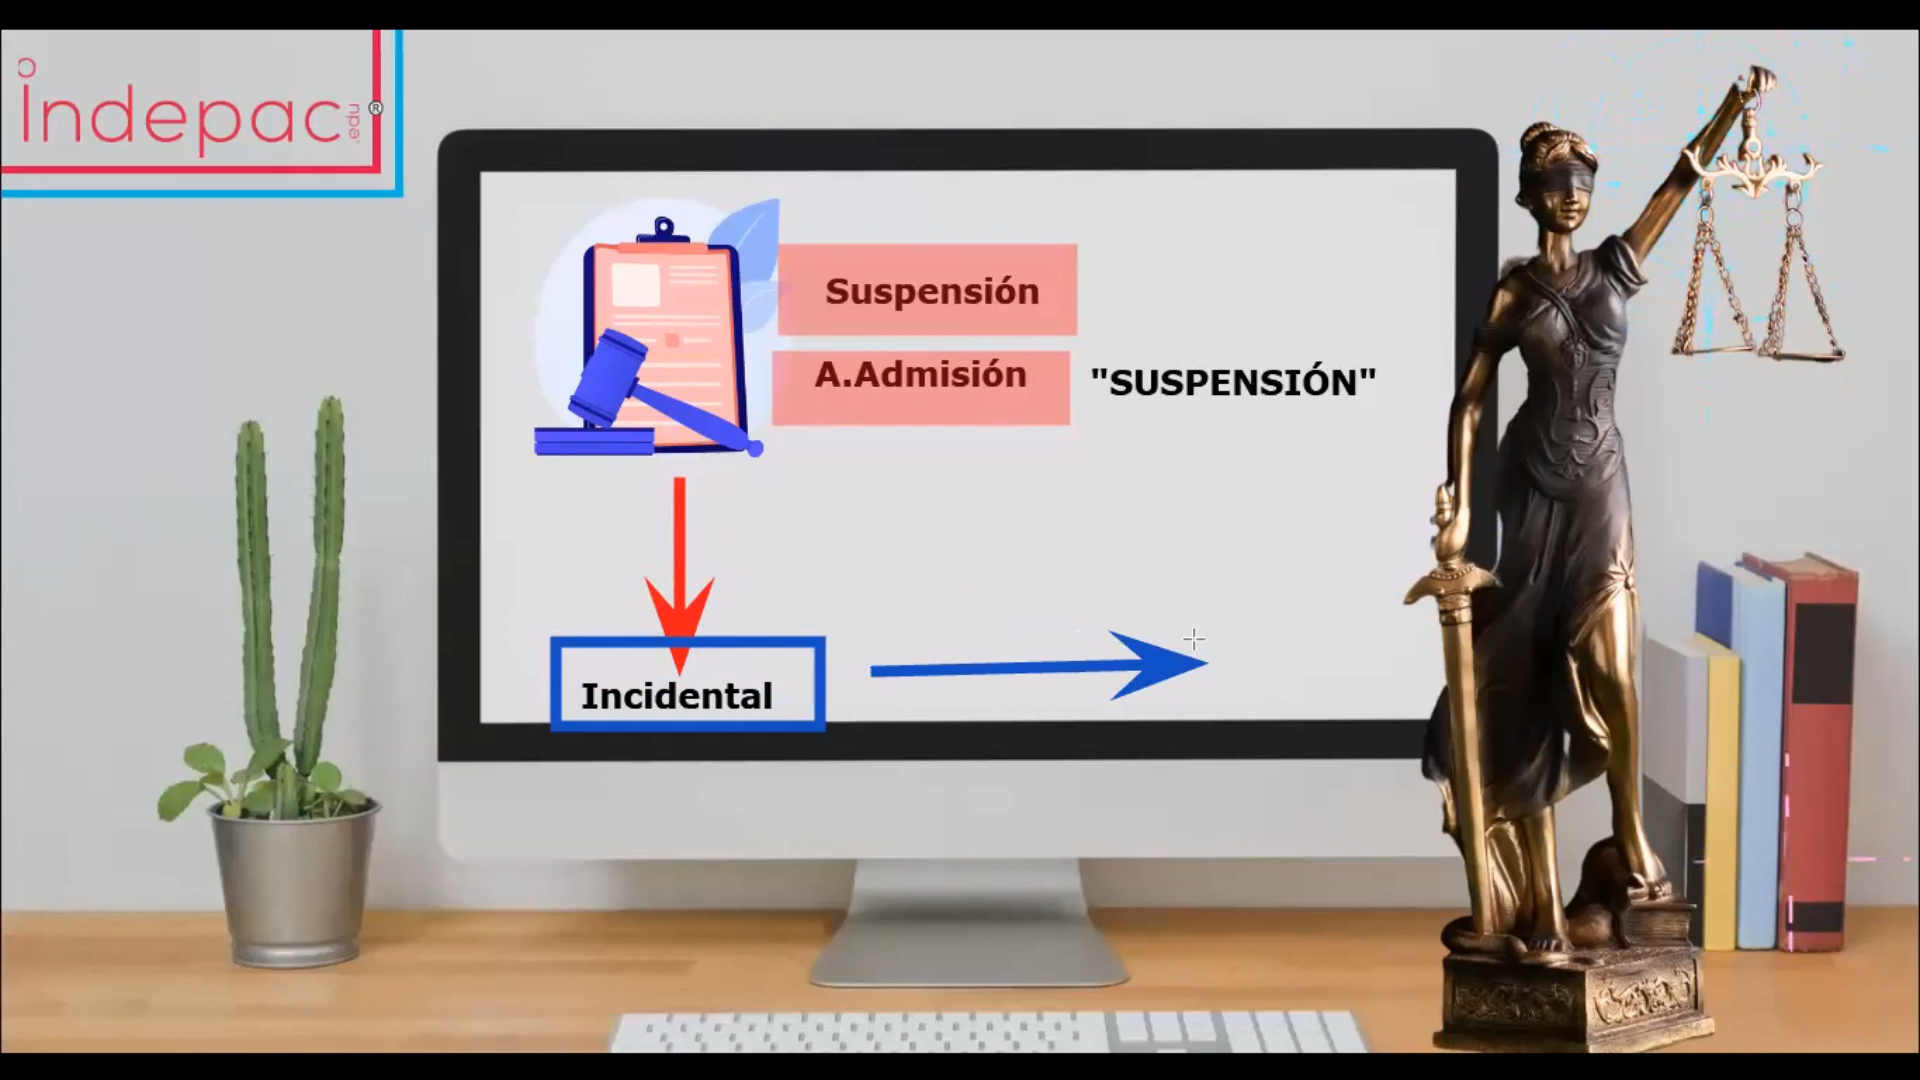 Indepac
.edu
®
Suspensión
A.Admisión
"SUSPENSIÓN"
Incidental